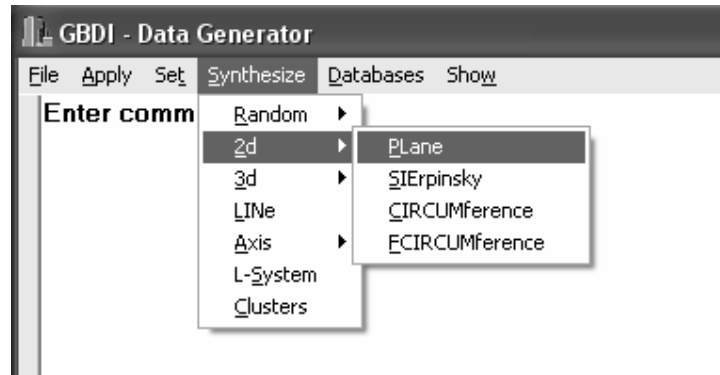 GBDI - Data Generator
File Apply Set Synthesize Databases Show
Enter comm
Random
2d
3d
LINe
Axis
L-System
Clusters
PLane
SIErpinsky
CIRCUMference
FCIRCUMference